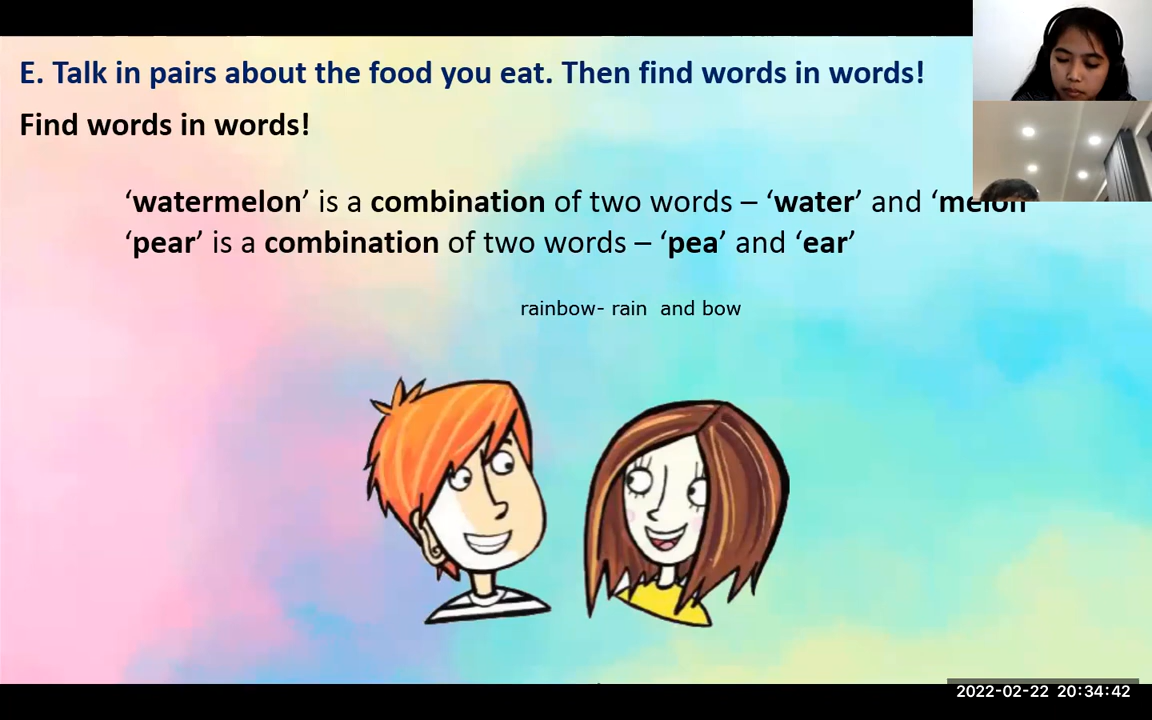 E. Talk in pairs about the food you eat. Then find words in words!
Find words in words!
‘watermelon’ is a combination of two words – ‘water’ and ‘melon’
‘pear’ is a combination of two words – ‘pea’ and ‘ear’
rainbow- rain  and bow
2022-02-22 20:34:42